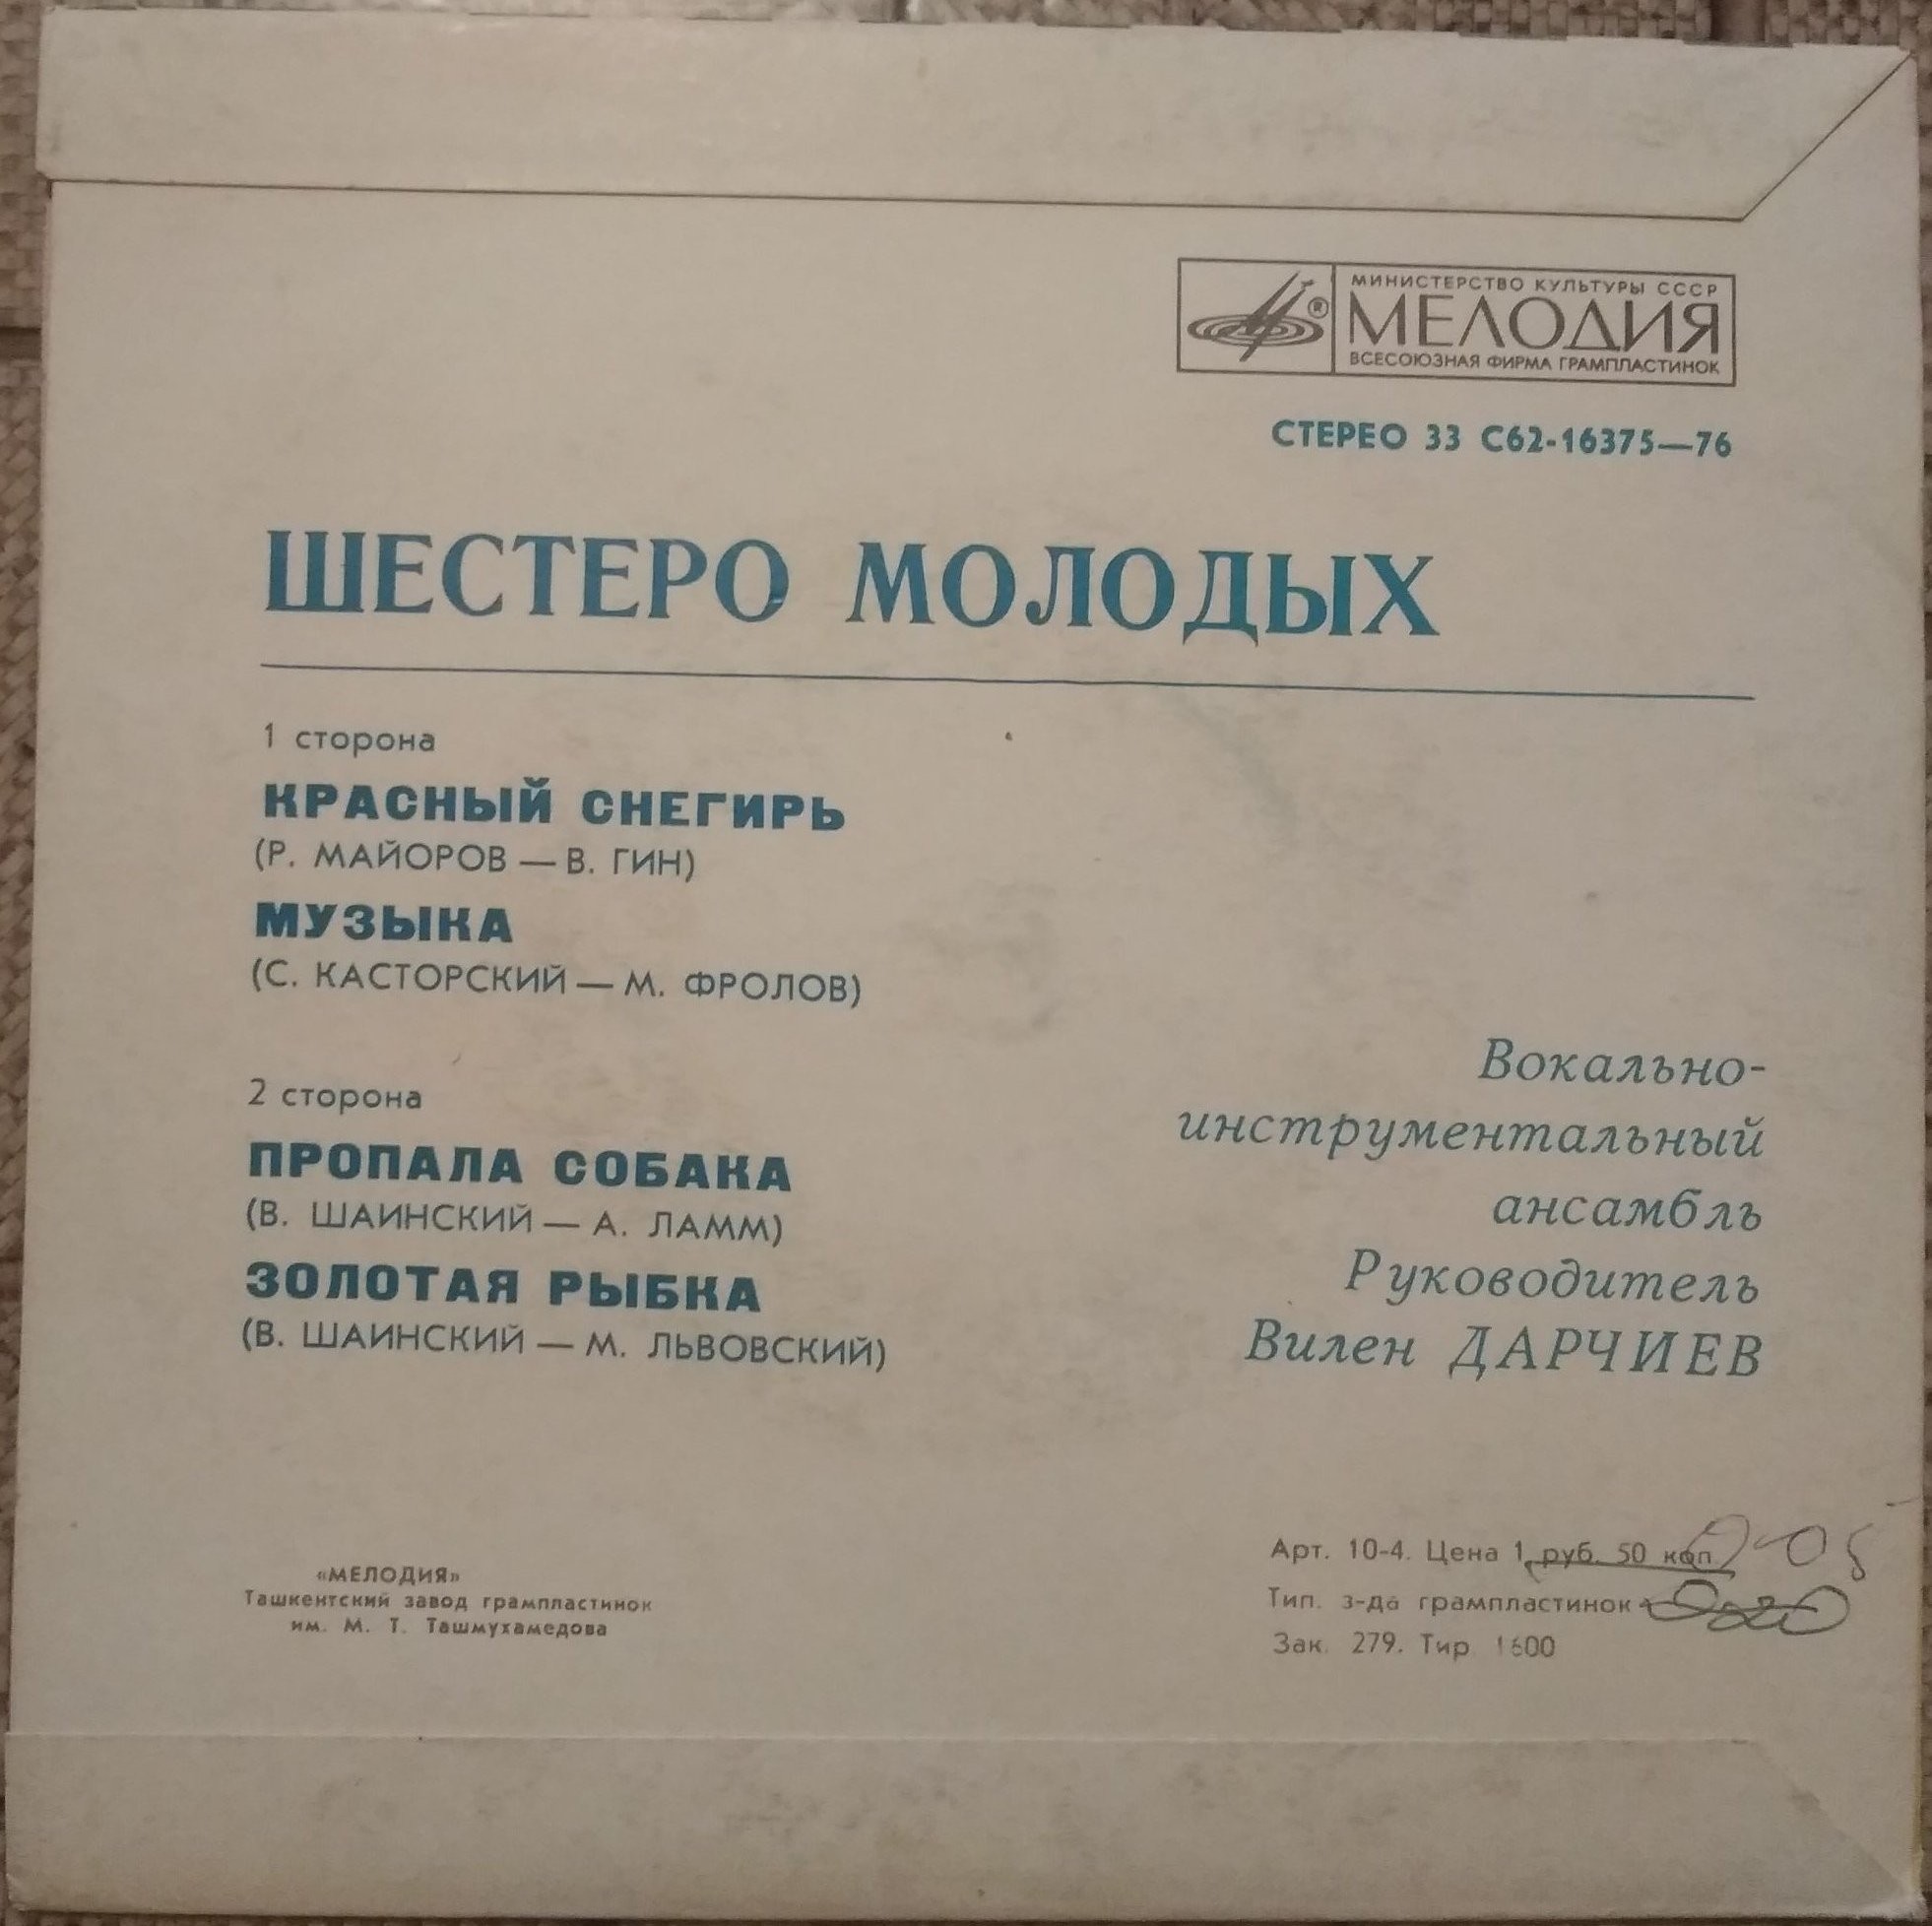 МИНИСТЕРСТВО КУЛЬТУРЫ СССР
МЕЛОДИЯ
ВСЕСОЮЗНАЯ ФИРМА ГРАМПЛАСТИНОК
СТЕРЕО 33 С62-16375—76
ШЕСТЕРО МОЛОДЫХ
1 сторона
КРАСНЫЙ СНЕГИРЬ
(Р. МАЙОРОВ — В. ГИН)
МУЗЫКА
(С. КАСТОРСКИЙ — М. ФРОЛОВ)
2 сторона
ПРОПАЛА СОБАКА
(В. ШАИНСКИЙ — А. ЛАММ)
ЗОЛОТАЯ РЫБКА
(В. ШАИНСКИЙ — М. ЛЬВОВСКИЙ)
Вокально-
инструментальный
ансамбль
Руководитель
Вилен ДАРЧИЕВ
«МЕЛОДИЯ»
Ташкентский завод грампластинок
им. М. Т. Ташмухамедова
Арт. 10-4. Цена 1 руб. 50 коп
Тип. з-да грампластинок
Зак. 279. Тир